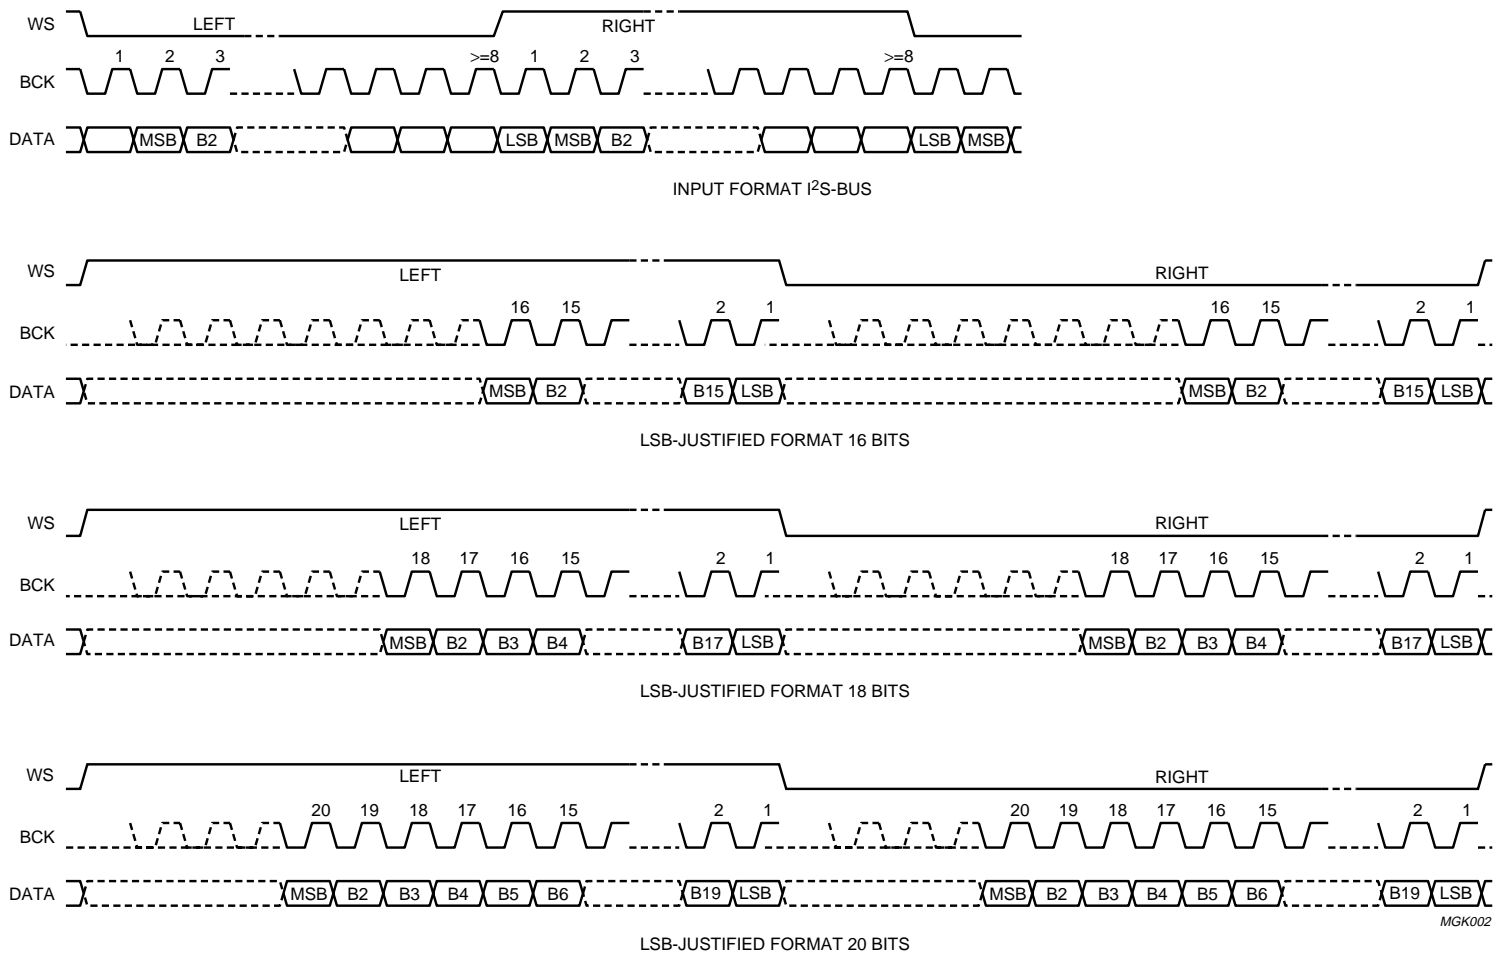 WS LEFT RIGHT
1 2 3 >=8 1 2 3 >=8
BCK
DATA MSB B2 LSB MSB B2 LSB MSB
INPUT FORMAT I²S-BUS
WS LEFT RIGHT
16 15 2 1 16 15 2 1
BCK
DATA MSB B2 B15 LSB MSB B2 B15 LSB
LSB-JUSTIFIED FORMAT 16 BITS
WS LEFT RIGHT
18 17 16 15 2 1 18 17 16 15 2 1
BCK
DATA MSB B2 B3 B4 B17 LSB MSB B2 B3 B4 B17 LSB
LSB-JUSTIFIED FORMAT 18 BITS
WS LEFT RIGHT
20 19 18 17 16 15 2 1 20 19 18 17 16 15 2 1
BCK
DATA MSB B2 B3 B4 B5 B6 B19 LSB MSB B2 B3 B4 B5 B6 B19 LSB
MGK002
LSB-JUSTIFIED FORMAT 20 BITS